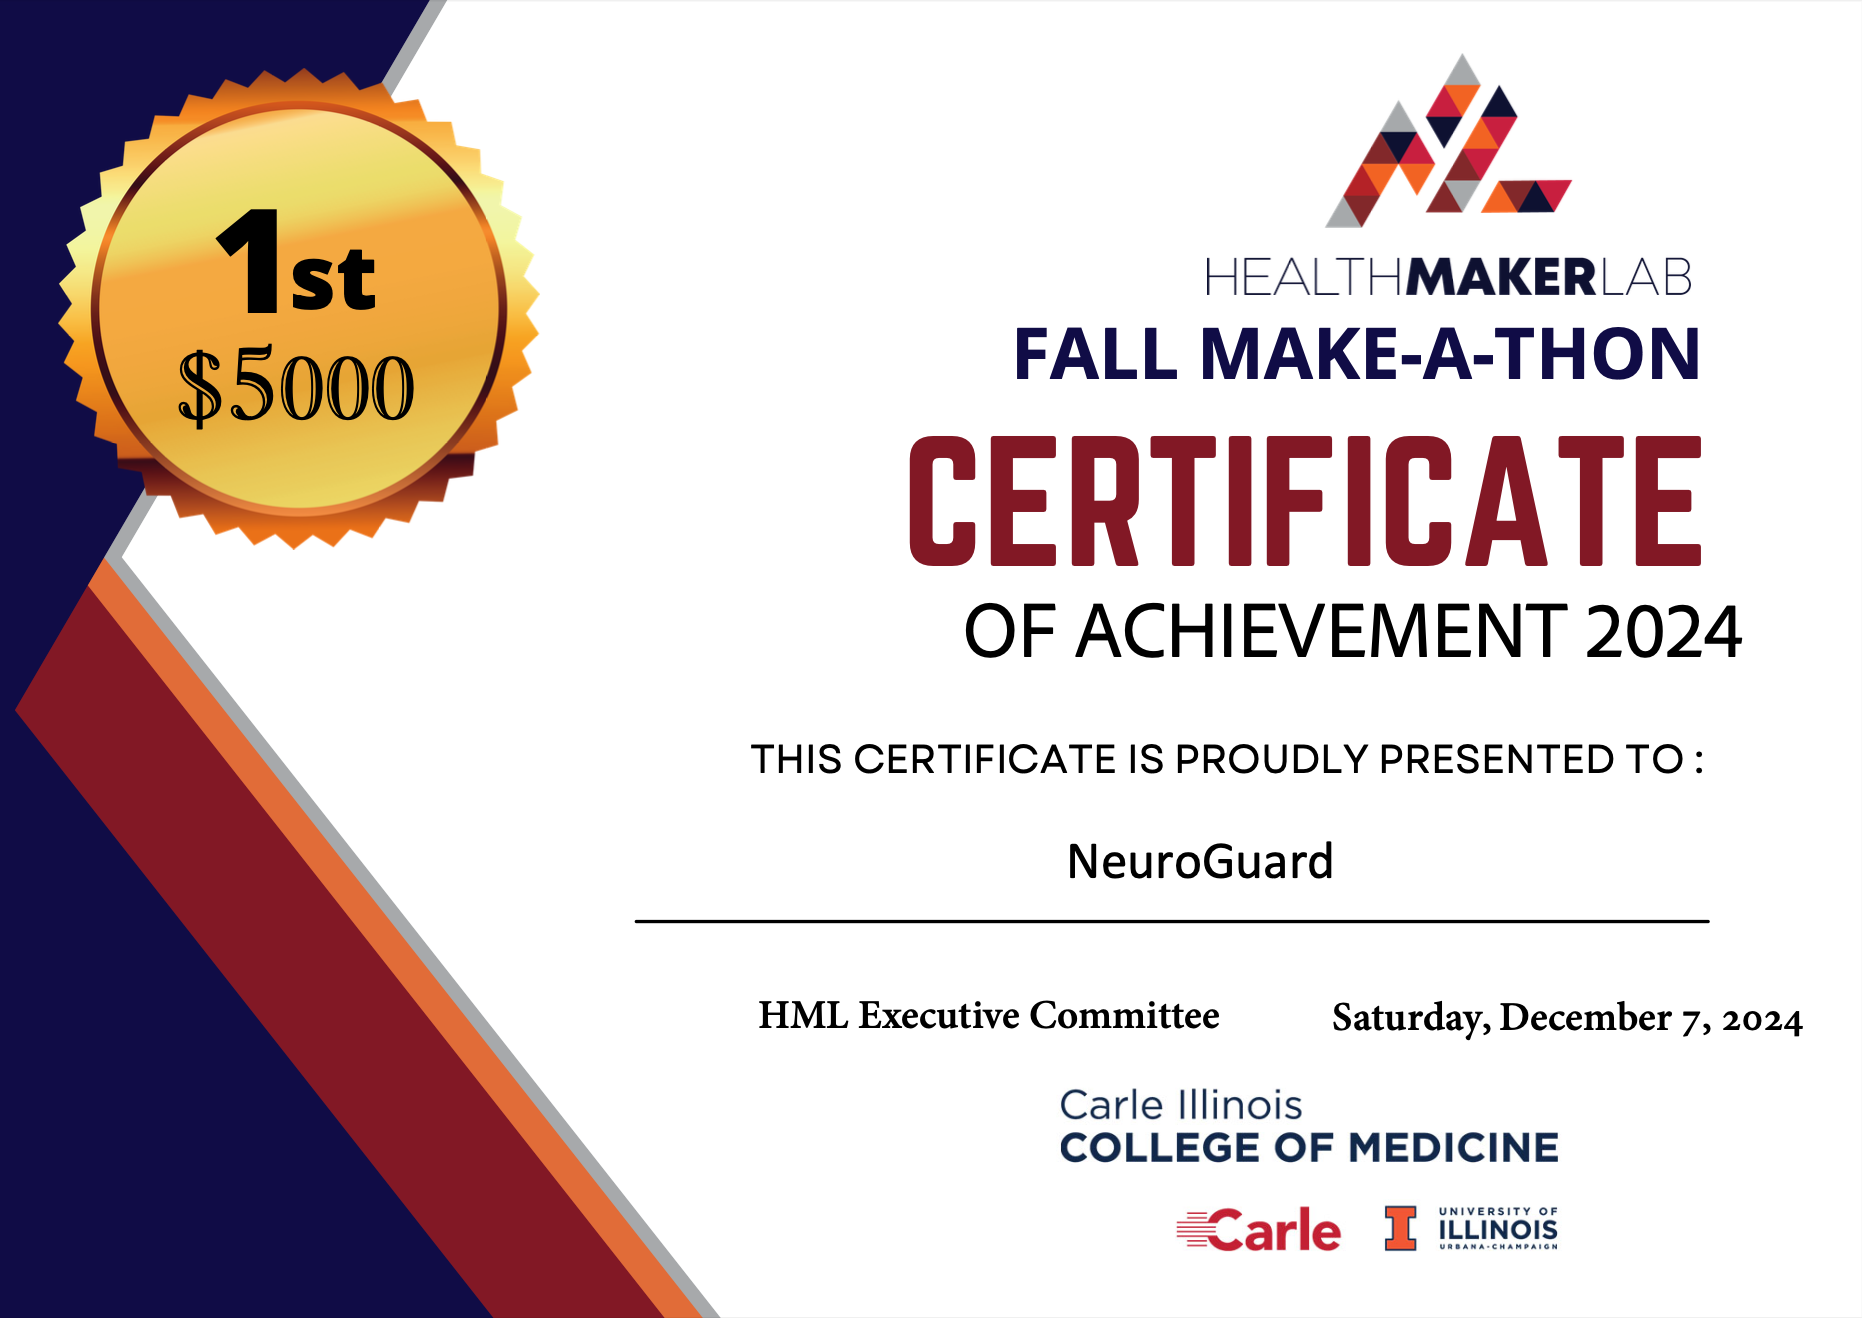 1st
$5000
HEALTHMAKERLAB
FALL MAKE-A-THON
CERTIFICATE
OF ACHIEVEMENT 2024
THIS CERTIFICATE IS PROUDLY PRESENTED TO :
NeuroGuard
HML Executive Committee
Saturday, December 7, 2024
Carle Illinois
COLLEGE OF MEDICINE
Carle
I
UNIVERSITY OF
ILLINOIS
URBANA-CHAMPAIGN